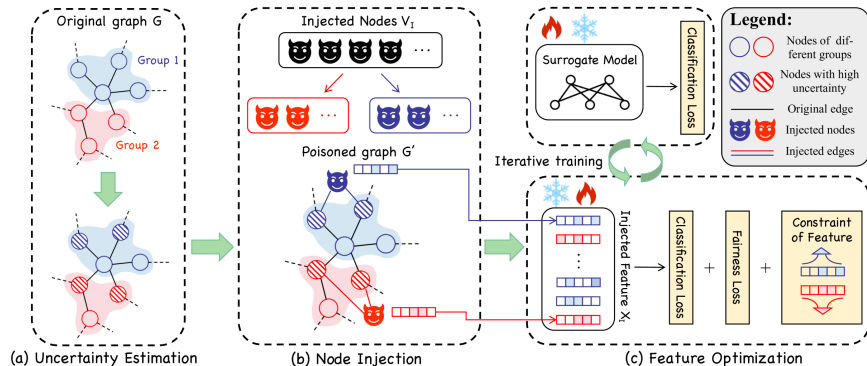 Original graph G
Group 1
Group 2
(a) Uncertainty Estimation
Injected Nodes V_I
...
... ...
Poisoned graph G'
(b) Node Injection
Surrogate Model
Classification Loss
Iterative training
Injected Feature X_I
Classification Loss
+
Fairness Loss
+
Constraint
of Feature
(c) Feature Optimization
Legend:
Nodes of dif-
ferent groups
Nodes with high
uncertainty
Original edge
Injected nodes
Injected edges